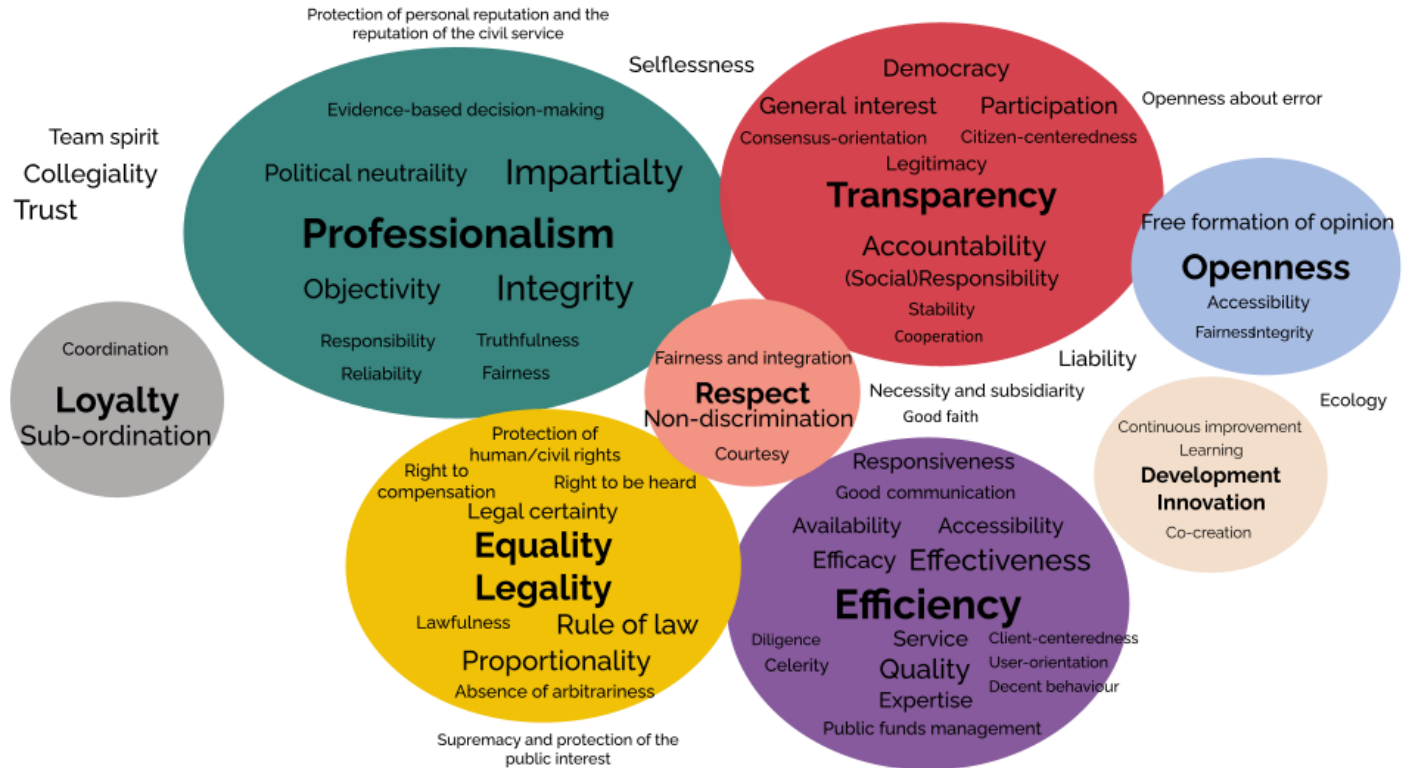 Protection of personal reputation and the
reputation of the civil service
Selflessness
Team spirit
Collegiality
Trust
Evidence-based decision-making
Political neutraility
Impartialty
Professionalism
Objectivity
Integrity
Responsibility
Truthfulness
Reliability
Fairness
Democracy
General interest
Participation
Consensus-orientation
Citizen-centeredness
Legitimacy
Transparency
Accountability
(Social)Responsibility
Stability
Cooperation
Openness about error
Free formation of opinion
Openness
Accessibility
Fairness
Integrity
Coordination
Loyalty
Sub-ordination
Fairness and integration
Respect
Non-discrimination
Courtesy
Liability
Necessity and subsidiarity
Good faith
Ecology
Continuous improvement
Learning
Development
Innovation
Co-creation
Protection of
human/civil rights
Right to
compensation
Right to be heard
Legal certainty
Equality
Legality
Lawfulness
Rule of law
Proportionality
Absence of arbitrariness
Supremacy and protection of the
public interest
Responsiveness
Good communication
Availability
Accessibility
Efficacy
Effectiveness
Efficiency
Diligence
Service
Client-centeredness
Celerity
Quality
User-orientation
Expertise
Decent behaviour
Public funds management